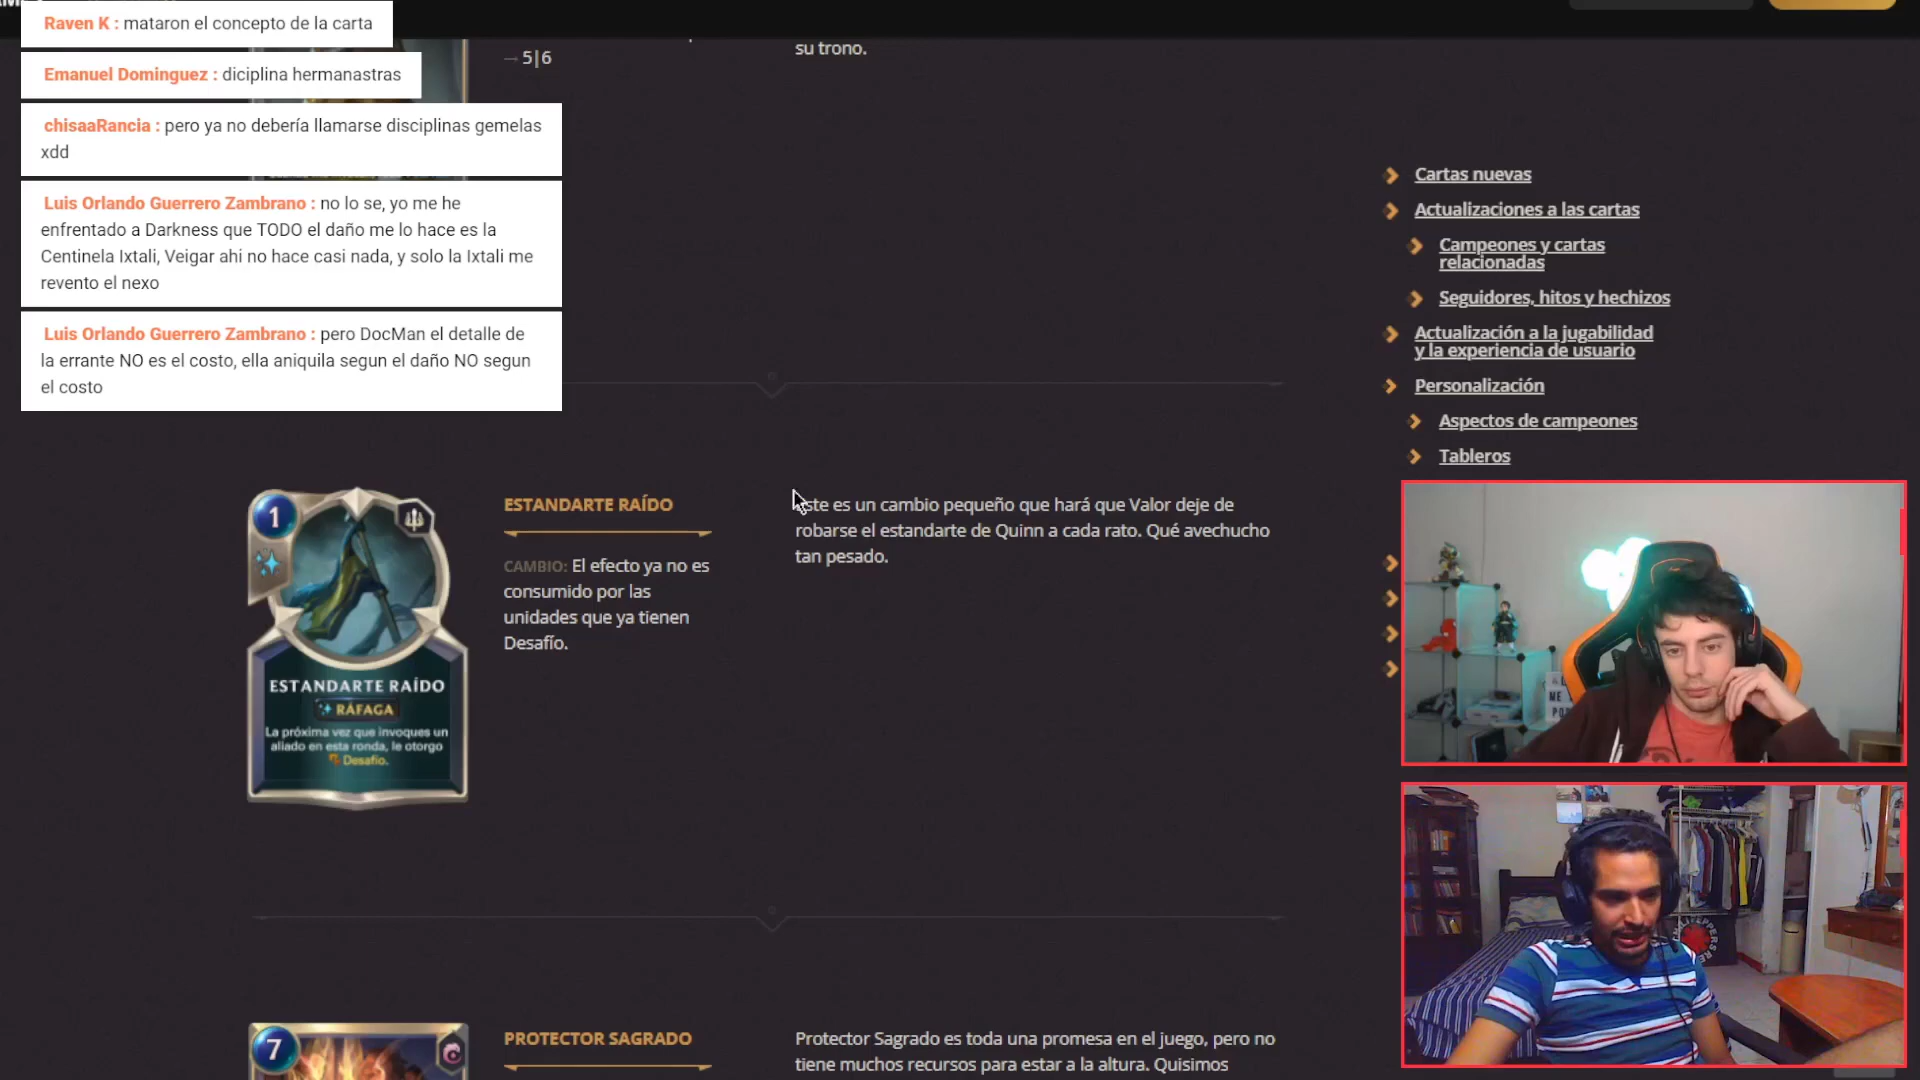 Raven K : mataron el concepto de la carta
Emanuel Dominguez : diciplina hermanastras
chisaaRancia : pero ya no debería llamarse disciplinas gemelas
xdd
Luis Orlando Guerrero Zambrano : no lo se, yo me he
enfrentado a Darkness que TODO el daño me lo hace es la
Centinela Ixtali, Veigar ahi no hace casi nada, y solo la Ixtali me
revento el nexo
Luis Orlando Guerrero Zambrano : pero DocMan el detalle de
la errante NO es el costo, ella aniquila segun el daño NO segun
el costo
→5|6
su trono.
Cartas nuevas
Actualizaciones a las cartas
Campeones y cartas
relacionadas
Seguidores, hitos y hechizos
Actualización a la jugabilidad
y la experiencia de usuario
Personalización
Aspectos de campeones
Tableros
1
ESTANDARTE RAÍDO
RÁFAGA
La próxima vez que invoques un
aliado en esta ronda, le otorgo
Desafío.
ESTANDARTE RAÍDO
CAMBIO: El efecto ya no es
consumido por las
unidades que ya tienen
Desafío.
ste es un cambio pequeño que hará que Valor deje de
robarse el estandarte de Quinn a cada rato. Qué avechucho
tan pesado.
7
PROTECTOR SAGRADO
Protector Sagrado es toda una promesa en el juego, pero no
tiene muchos recursos para estar a la altura. Quisimos